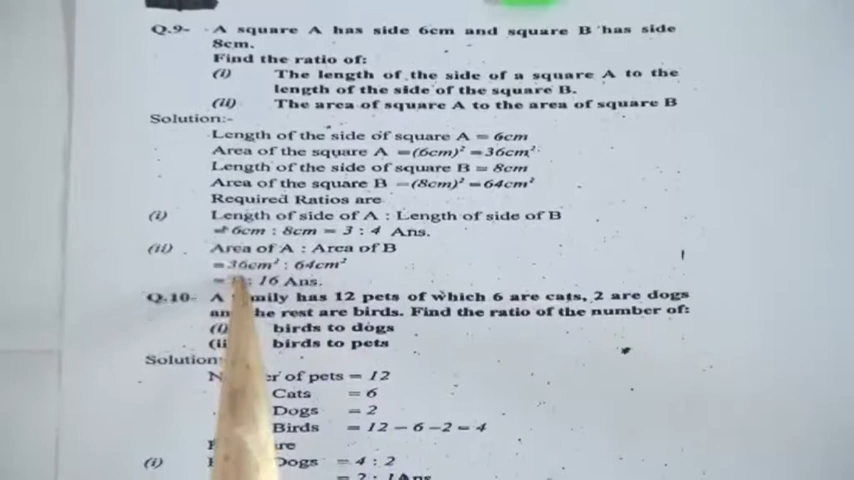 Q.9- A square A has side 6cm and square B has side
8cm.
Find the ratio of:
(i) The length of the side of a square A to the
length of the side of the square B.
(ii) The area of square A to the area of square B
Solution:-
Length of the side of square A = 6cm
Area of the square A =(6cm)² =36cm²
Length of the side of square B = 8cm
Area of the square B =(8cm)² =64cm²
Required Ratios are
(i) Length of side of A : Length of side of B
= 6cm : 8cm = 3 : 4 Ans.
(ii) Area of A : Area of B
=36cm² : 64cm²
= : 16 Ans.
Q.10- A has 12 pets of which 6 are cats, 2 are dogs
the rest are birds. Find the ratio of the number of:
(i) birds to dogs
(ii birds to pets
Solution
of pets = 12
Cats = 6
Dogs = 2
Birds = 12 – 6 –2 = 4
(i) Dogs = 4 : 2
= 2 : 1Ans